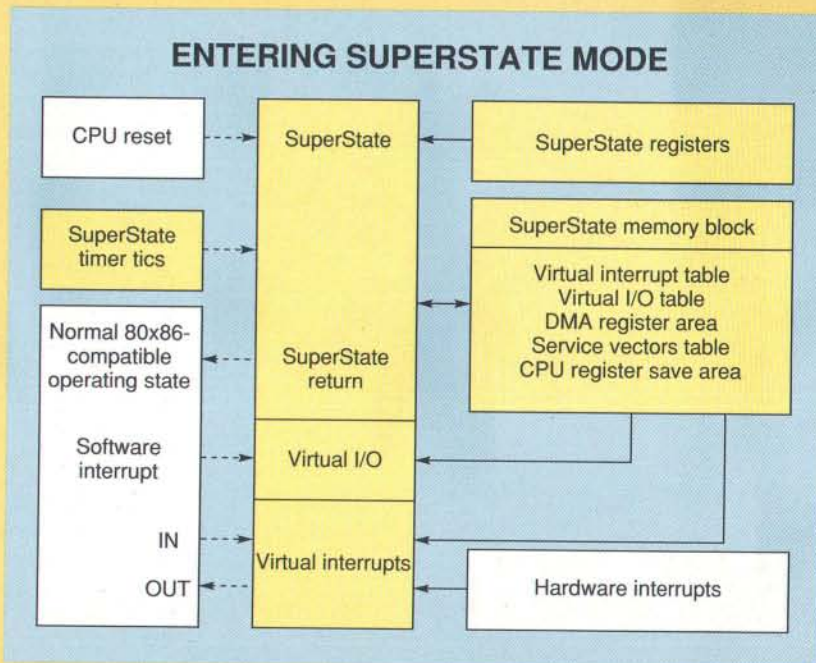 ENTERING SUPERSTATE MODE
CPU reset
SuperState
timer tics
Normal 80x86-
compatible
operating state
Software
interrupt
IN
OUT
SuperState
SuperState
return
Virtual I/O
Virtual interrupts
SuperState registers
SuperState memory block
Virtual interrupt table
Virtual I/O table
DMA register area
Service vectors table
CPU register save area
Hardware interrupts